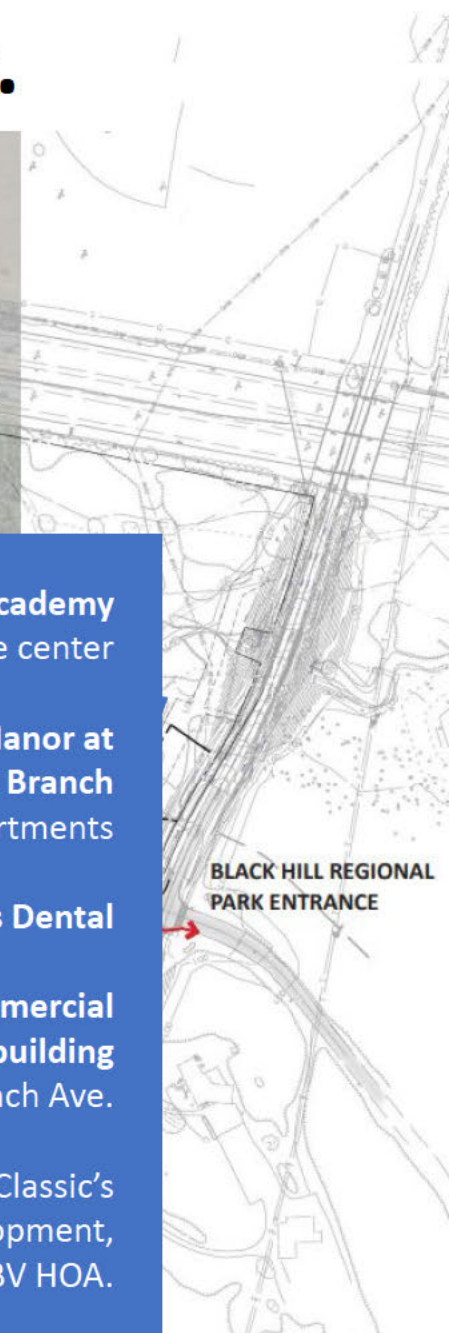 cademy
e center
lanor at
Branch
rtments
s Dental
mercial
building
ch Ave.
Classic's
opment,
BV HOA.
BLACK HILL REGIONAL
PARK ENTRANCE